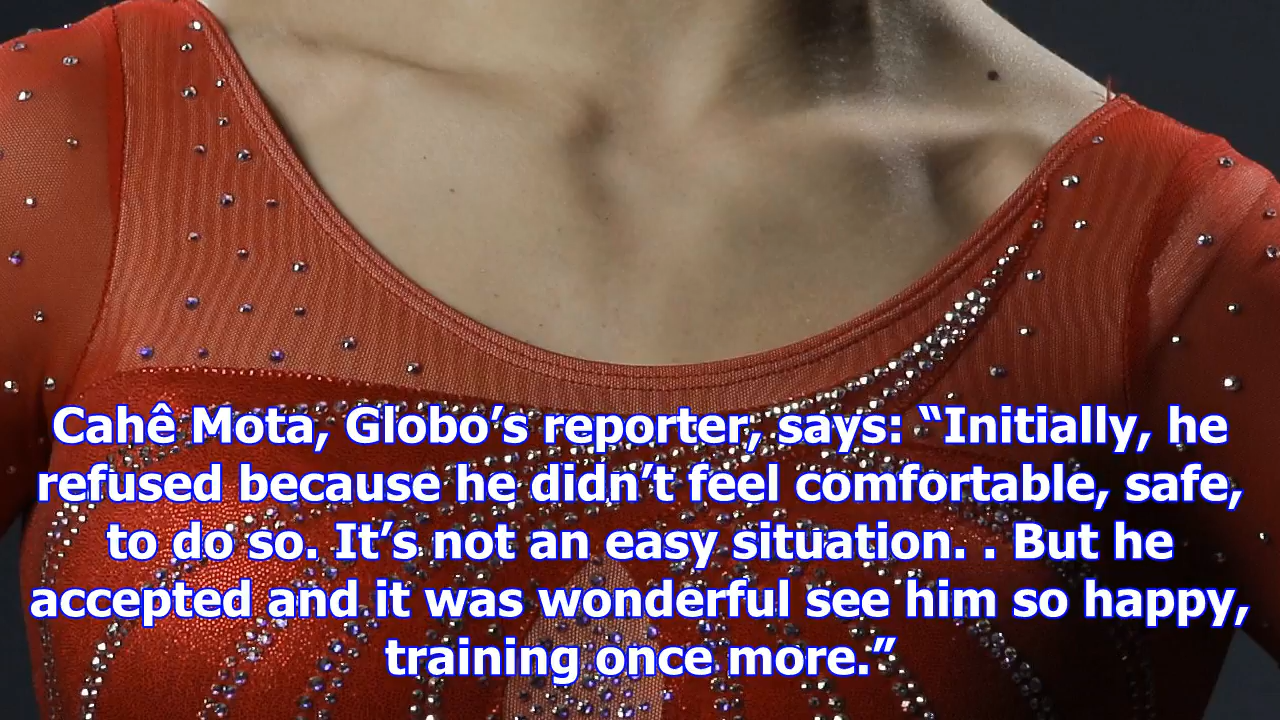 Cahê Mota, Globo’s reporter, says: “Initially, he
refused because he didn’t feel comfortable, safe,
to do so. It’s not an easy situation. . But he
accepted and it was wonderful see him so happy,
training once more.”